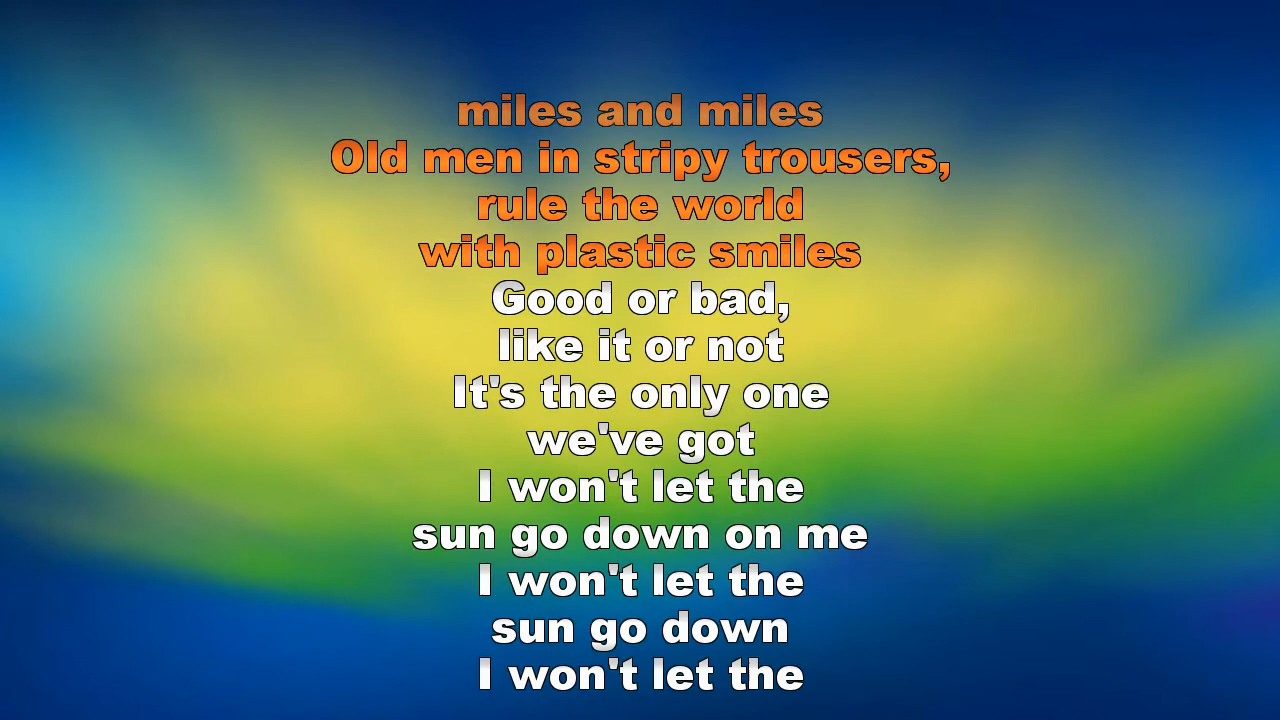 miles and miles
Old men in stripy trousers,
rule the world
with plastic smiles
Good or bad,
like it or not
It's the only one
we've got
I won't let the
sun go down on me
I won't let the
sun go down
I won't let the